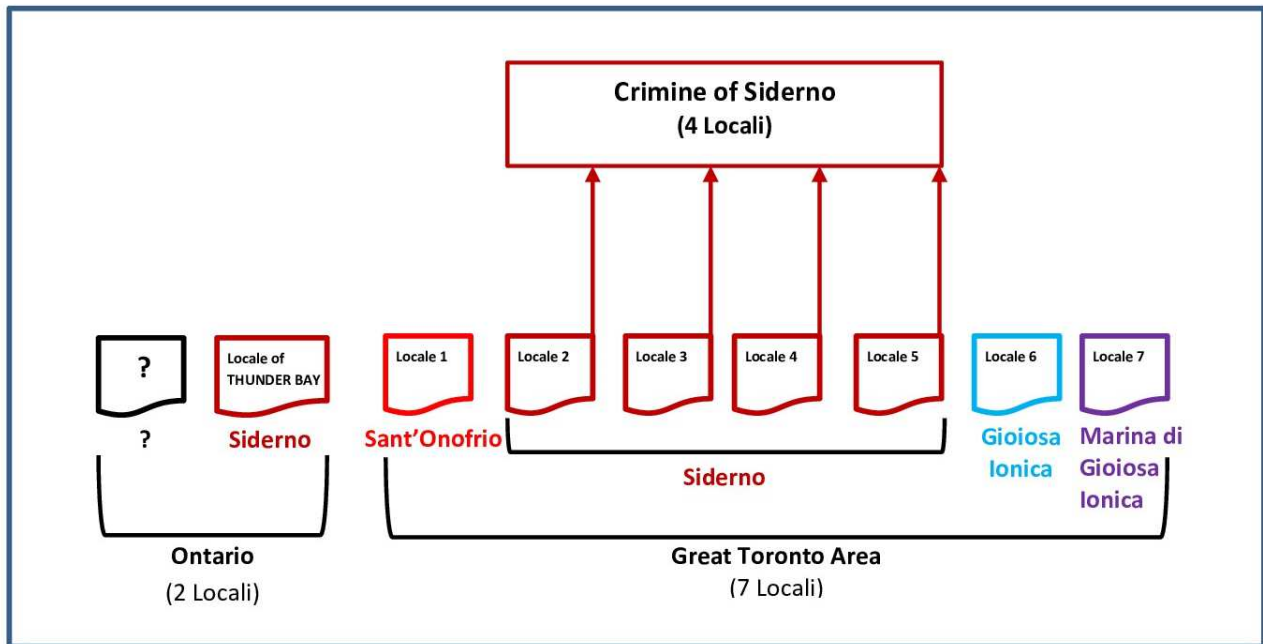 Crimine of Siderno
(4 Locali)
?
Locale of
THUNDER BAY
Locale 1
Locale 2
Locale 3
Locale 4
Locale 5
Locale 6
Locale 7
?
Siderno
Sant’Onofrio
Siderno
Gioiosa
Ionica
Marina di
Gioiosa
Ionica
Ontario
(2 Locali)
Great Toronto Area
(7 Locali)